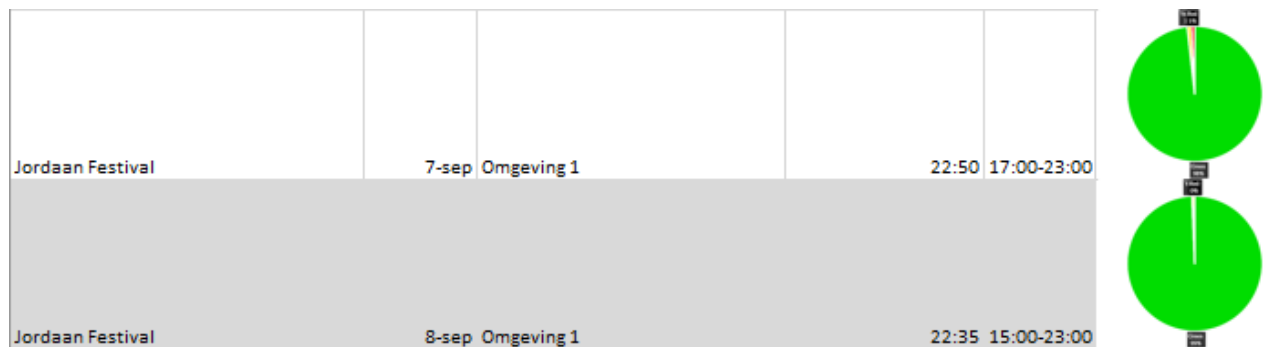 Jordaan Festival 7-sep Omgeving 1 22:50 17:00-23:00
Jordaan Festival 8-sep Omgeving 1 22:35 15:00-23:00